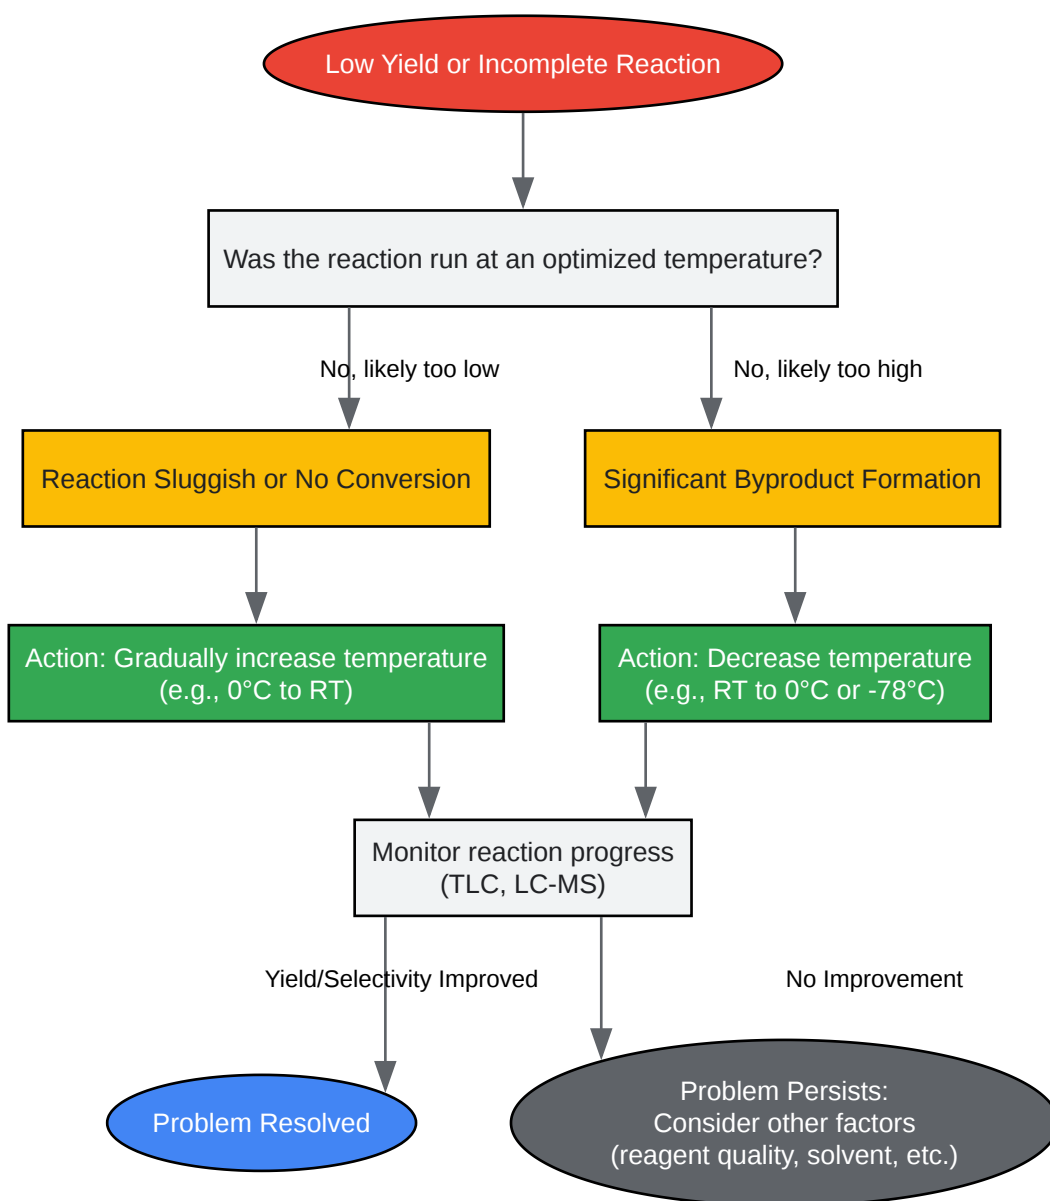 Low Yield or Incomplete Reaction
Was the reaction run at an optimized temperature?
No, likely too low
No, likely too high
Reaction Sluggish or No Conversion
Significant Byproduct Formation
Action: Gradually increase temperature
(e.g., 0°C to RT)
Action: Decrease temperature
(e.g., RT to 0°C or -78°C)
Monitor reaction progress
(TLC, LC-MS)
Yield/Selectivity Improved
No Improvement
Problem Resolved
Problem Persists:
Consider other factors
(reagent quality, solvent, etc.)